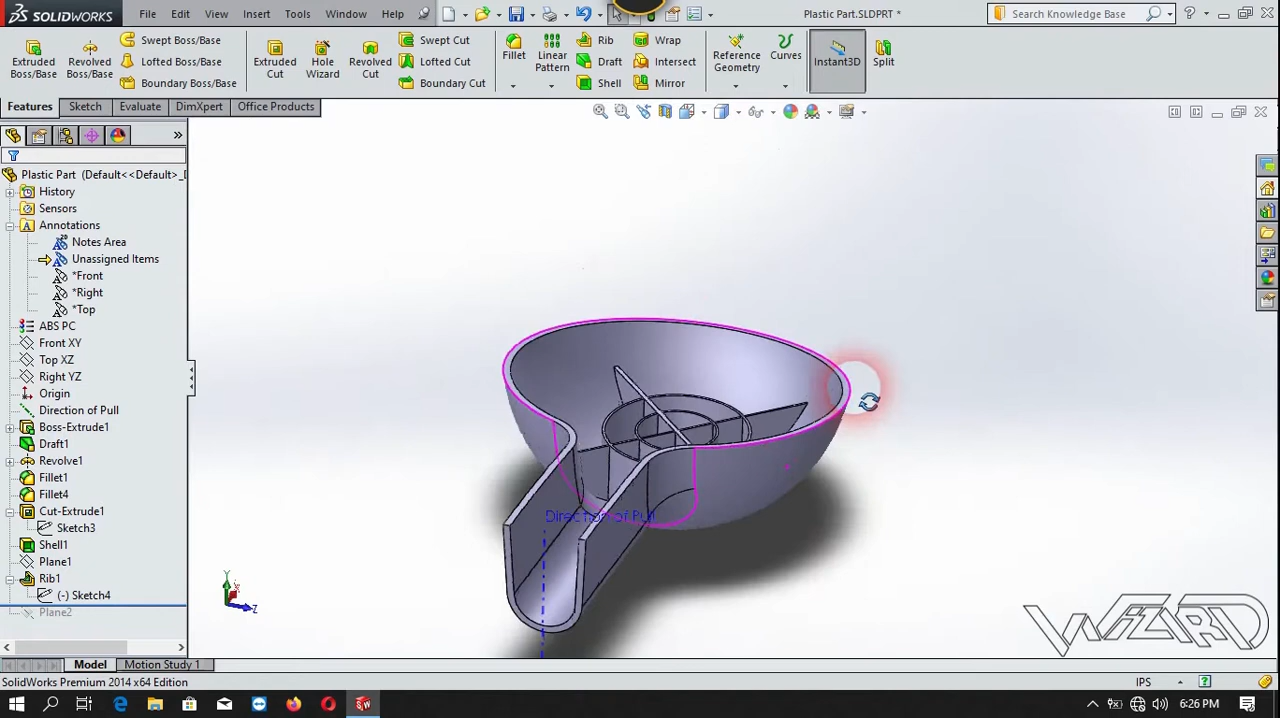 SOLIDWORKS File Edit View Insert Tools Window Help Plastic Part.SLDPRT * Search Knowledge Base
Extruded Boss/Base
Revolved Boss/Base
Swept Boss/Base
Lofted Boss/Base
Boundary Boss/Base
Extruded Cut
Hole Wizard
Revolved Cut
Swept Cut
Lofted Cut
Boundary Cut
Fillet
Linear Pattern
Rib
Draft
Shell
Wrap
Intersect
Mirror
Reference Geometry
Curves
Instant3D
Split
Features Sketch Evaluate DimXpert Office Products
Plastic Part (Default<<Default>_D
History
Sensors
Annotations
Notes Area
Unassigned Items
*Front
*Right
*Top
ABS PC
Front XY
Top XZ
Right YZ
Origin
Direction of Pull
Boss-Extrude1
Draft1
Revolve1
Fillet1
Fillet4
Cut-Extrude1
Sketch3
Shell1
Plane1
Rib1
(-) Sketch4
Plane2
Direction of Pull
Y
Z
WIZARD
Model Motion Study 1
SolidWorks Premium 2014 x64 Edition IPS
6:26 PM